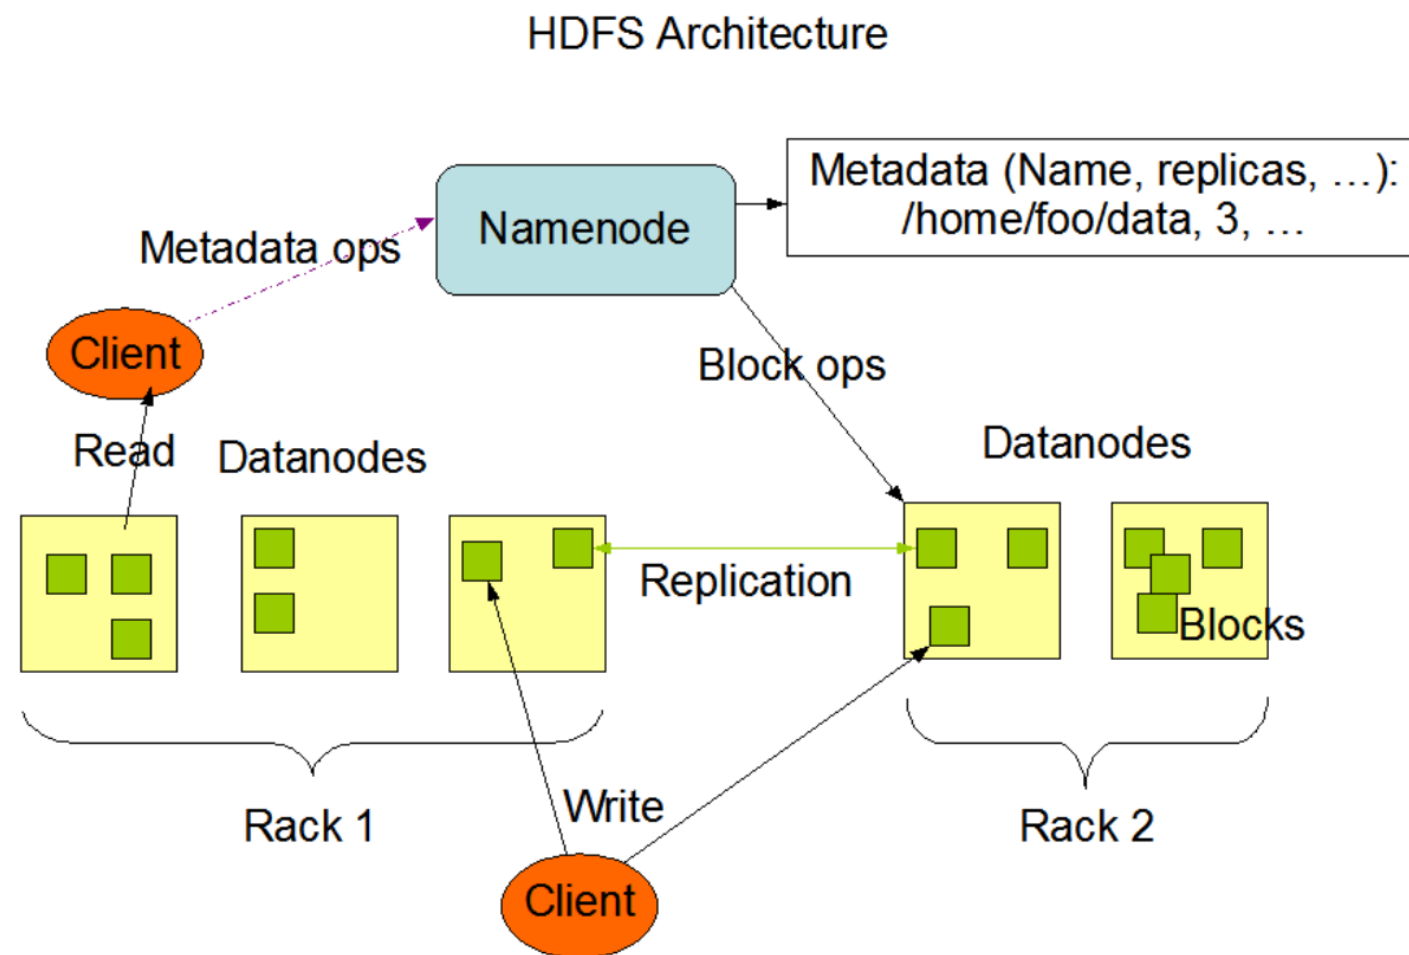 HDFS Architecture
Metadata (Name, replicas, …):
/home/foo/data, 3, …
Namenode
Metadata ops
Client
Block ops
Read
Datanodes
Datanodes
Replication
Blocks
Rack 1
Write
Rack 2
Client